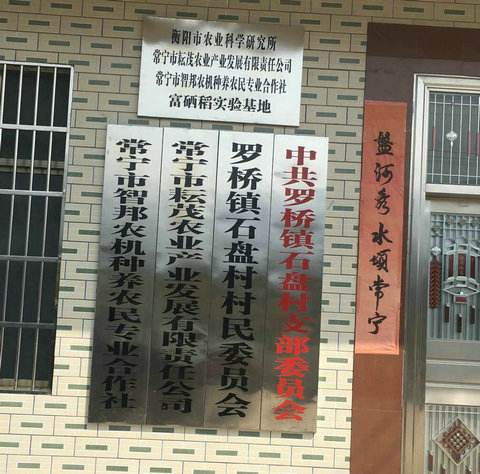 衡阳市农业科学研究所
常宁市耘茂农业产业发展有限责任公司
常宁市智邦农机种养农民专业合作社
富硒稻实验基地
中共罗桥镇石盘村支部委员会
罗桥镇石盘村村民委员会
常宁市耘茂农业产业发展有限责任公司
常宁市智邦农机种养农民专业合作社
盐河秀水颂常宁